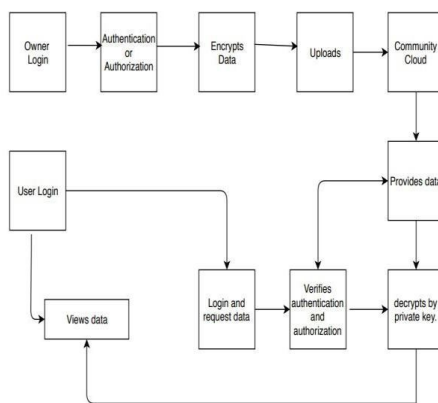 Owner
Login
Authentication
or
Authorization
Encrypts
Data
Uploads
Community
Cloud
User Login
Provides data
Login and
request data
Verifies
authentication
and
authorization
decrypts by
private key.
Views data